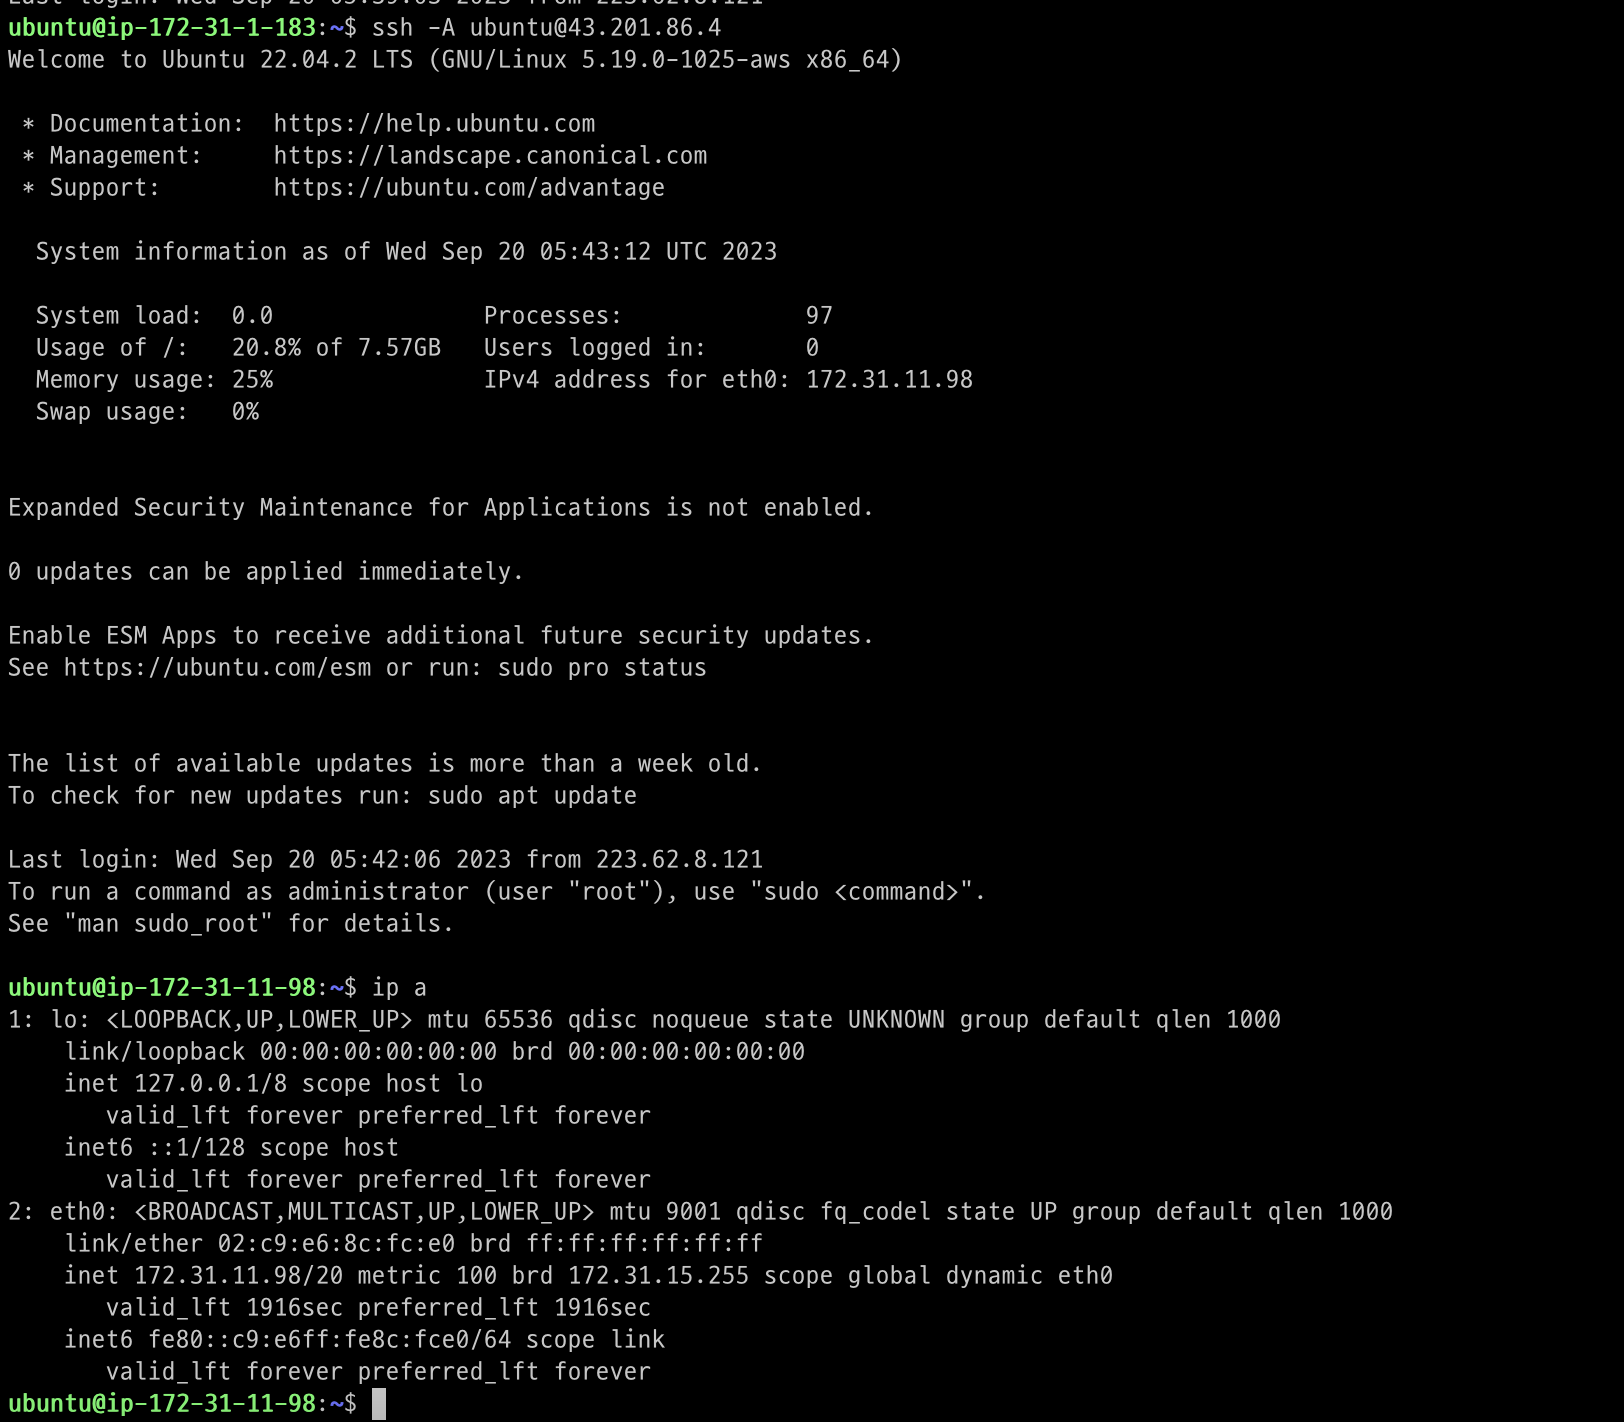 ubuntu@ip-172-31-1-183:~$ ssh -A ubuntu@43.201.86.4
Welcome to Ubuntu 22.04.2 LTS (GNU/Linux 5.19.0-1025-aws x86_64)

 * Documentation:  https://help.ubuntu.com
 * Management:     https://landscape.canonical.com
 * Support:        https://ubuntu.com/advantage

  System information as of Wed Sep 20 05:43:12 UTC 2023

  System load:  0.0               Processes:             97
  Usage of /:   20.8% of 7.57GB   Users logged in:       0
  Memory usage: 25%               IPv4 address for eth0: 172.31.11.98
  Swap usage:   0%


Expanded Security Maintenance for Applications is not enabled.

0 updates can be applied immediately.

Enable ESM Apps to receive additional future security updates.
See https://ubuntu.com/esm or run: sudo pro status


The list of available updates is more than a week old.
To check for new updates run: sudo apt update

Last login: Wed Sep 20 05:42:06 2023 from 223.62.8.121
To run a command as administrator (user "root"), use "sudo <command>".
See "man sudo_root" for details.

ubuntu@ip-172-31-11-98:~$ ip a
1: lo: <LOOPBACK,UP,LOWER_UP> mtu 65536 qdisc noqueue state UNKNOWN group default qlen 1000
    link/loopback 00:00:00:00:00:00 brd 00:00:00:00:00:00
    inet 127.0.0.1/8 scope host lo
       valid_lft forever preferred_lft forever
    inet6 ::1/128 scope host
       valid_lft forever preferred_lft forever
2: eth0: <BROADCAST,MULTICAST,UP,LOWER_UP> mtu 9001 qdisc fq_codel state UP group default qlen 1000
    link/ether 02:c9:e6:8c:fc:e0 brd ff:ff:ff:ff:ff:ff
    inet 172.31.11.98/20 metric 100 brd 172.31.15.255 scope global dynamic eth0
       valid_lft 1916sec preferred_lft 1916sec
    inet6 fe80::c9:e6ff:fe8c:fce0/64 scope link
       valid_lft forever preferred_lft forever
ubuntu@ip-172-31-11-98:~$